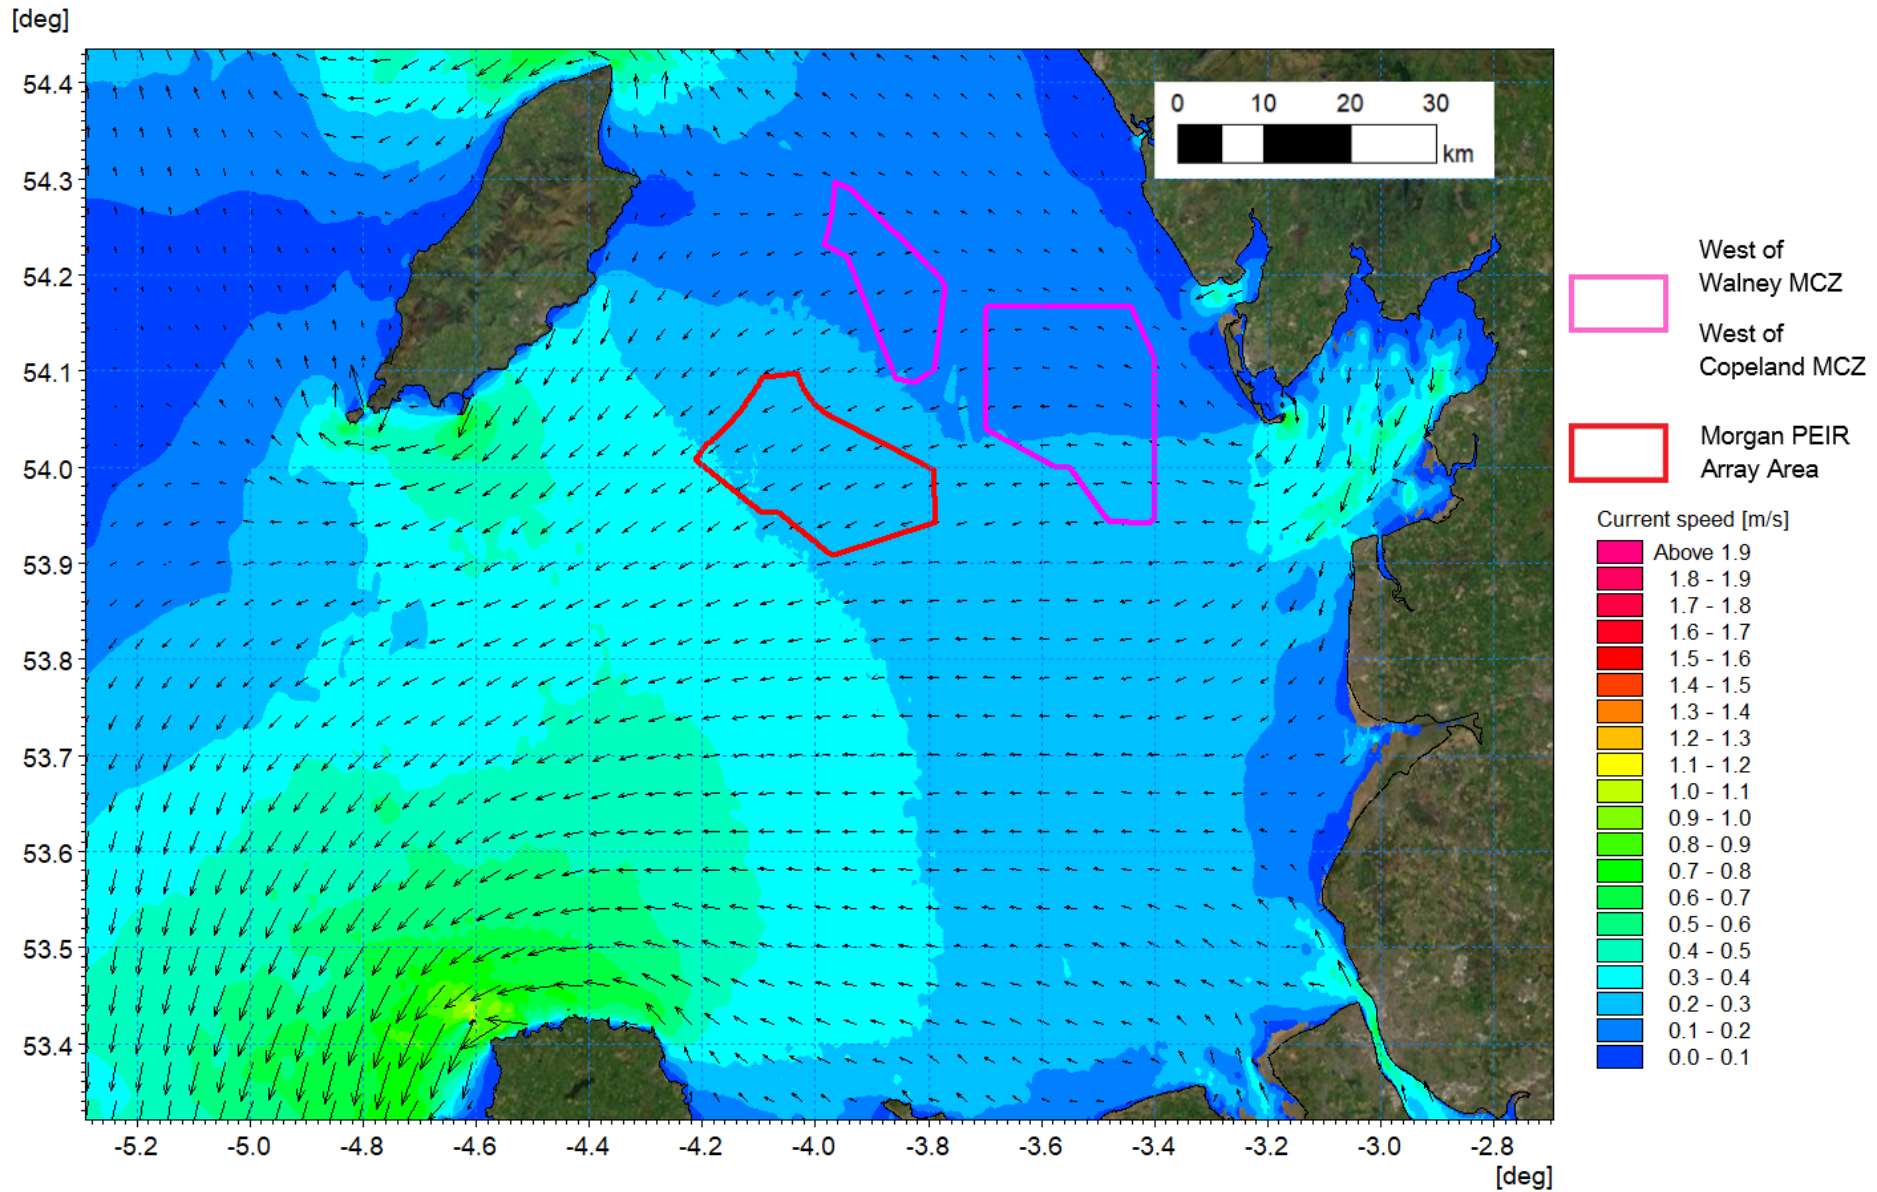 [deg]
54.4
54.3
54.2
54.1
54.0
53.9
53.8
53.7
53.6
53.5
53.4
-5.2 -5.0 -4.8 -4.6 -4.4 -4.2 -4.0 -3.8 -3.6 -3.4 -3.2 -3.0 -2.8
[deg]
0 10 20 30
km
West of
Walney MCZ
West of
Copeland MCZ
Morgan PEIR
Array Area
Current speed [m/s]
Above 1.9
1.8 - 1.9
1.7 - 1.8
1.6 - 1.7
1.5 - 1.6
1.4 - 1.5
1.3 - 1.4
1.2 - 1.3
1.1 - 1.2
1.0 - 1.1
0.9 - 1.0
0.8 - 0.9
0.7 - 0.8
0.6 - 0.7
0.5 - 0.6
0.4 - 0.5
0.3 - 0.4
0.2 - 0.3
0.1 - 0.2
0.0 - 0.1